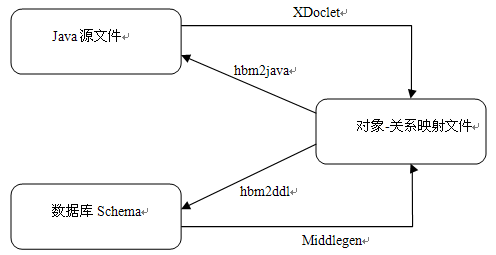 XDoclet
Java 源文件
hbm2java
对象-关系映射文件
hbm2ddl
数据库 Schema
Middlegen